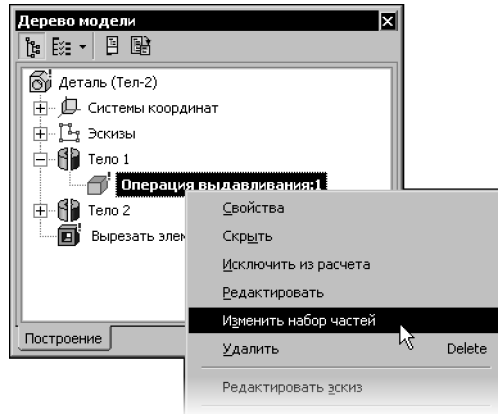 Дерево модели
Деталь (Тел-2)
Системы координат
Эскизы
Тело 1
Операция выдавливания:1
Тело 2
Вырезать
Построение
Свойства
Скрыть
Исключить из расчета
Редактировать
Изменить набор частей
Удалить Delete
Редактировать эскиз